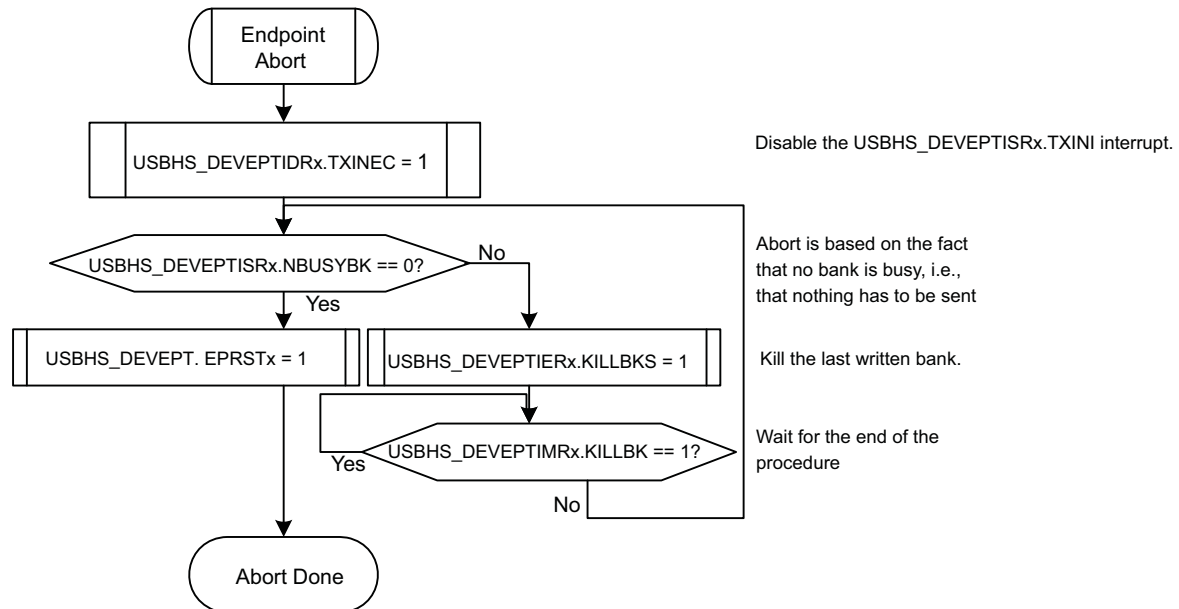 Endpoint
Abort
USBHS_DEVEPTIDRx.TXINEC = 1
Disable the USBHS_DEVEPTISRx.TXINI interrupt.
USBHS_DEVEPTISRx.NBUSYBK == 0?
No
Yes
Abort is based on the fact
that no bank is busy, i.e.,
that nothing has to be sent
USBHS_DEVEPT. EPRSTx = 1
USBHS_DEVEPTIERx.KILLBKS = 1
Kill the last written bank.
USBHS_DEVEPTIMRx.KILLBK == 1?
Yes
No
Wait for the end of the
procedure
Abort Done